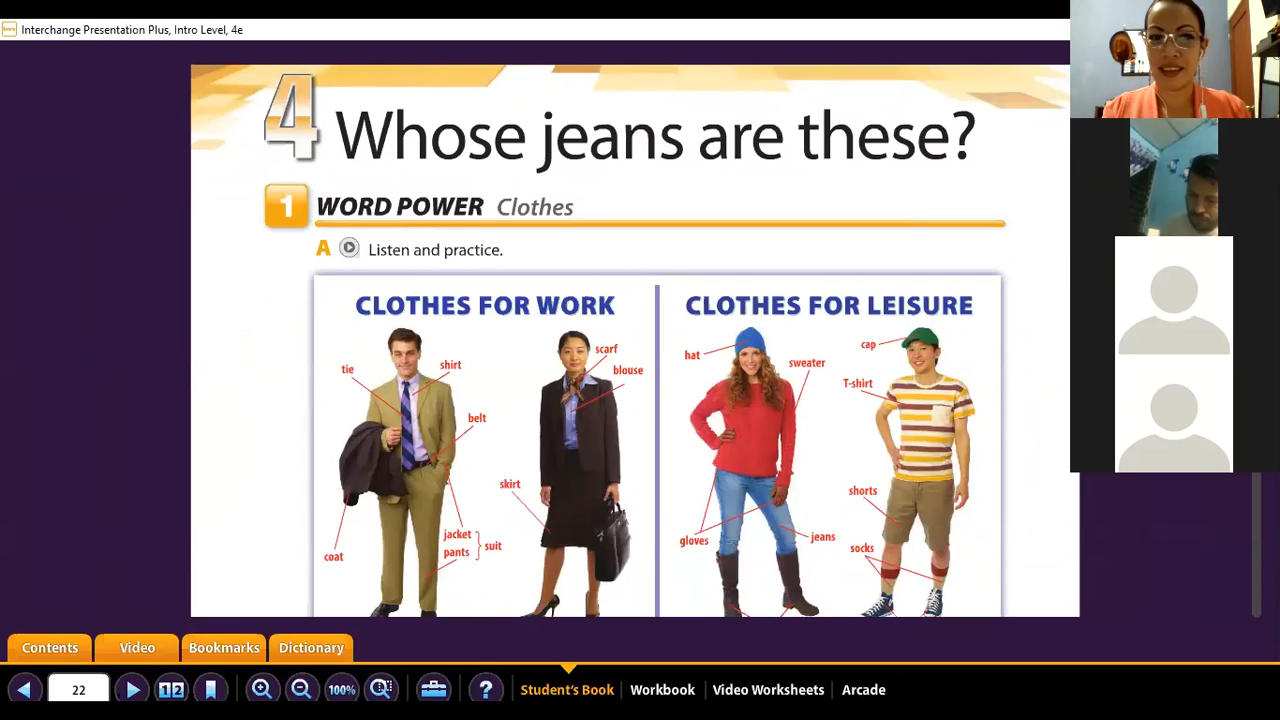 Interchange Presentation Plus, Intro Level, 4e
4 Whose jeans are these?
1 WORD POWER Clothes
A Listen and practice.
CLOTHES FOR WORK
CLOTHES FOR LEISURE
tie
shirt
belt
coat
jacket
pants
suit
scarf
blouse
skirt
hat
sweater
gloves
jeans
cap
T-shirt
shorts
socks
Contents
Video
Bookmarks
Dictionary
22
1 2
100%
?
Student's Book
Workbook
Video Worksheets
Arcade